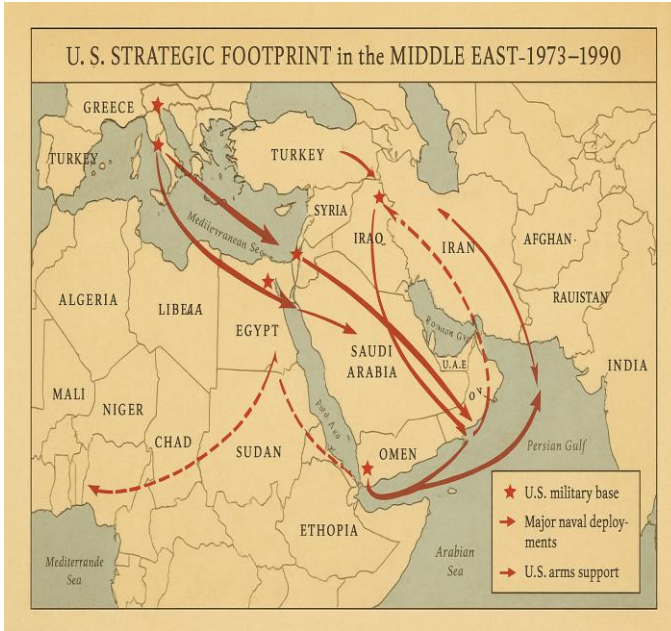 U. S. STRATEGIC FOOTPRINT in the MIDDLE EAST-1973–1990
GREECE
TURKEY
TURKEY
Mediterranean Sea
SYRIA
IRAQ
IRAN
AFGHAN-
RAUISTAN
INDIA
ALGERIA
EGYPT
SAUDI
ARABIA
U.A.E
MALI
NIGER
CHAD
SUDAN
OMEN
Persian Gulf
ETHIOPIA
Mediterrande
Sea
Arabian
Sea
U.S. military base
Major naval deploy-
ments
U.S. arms support